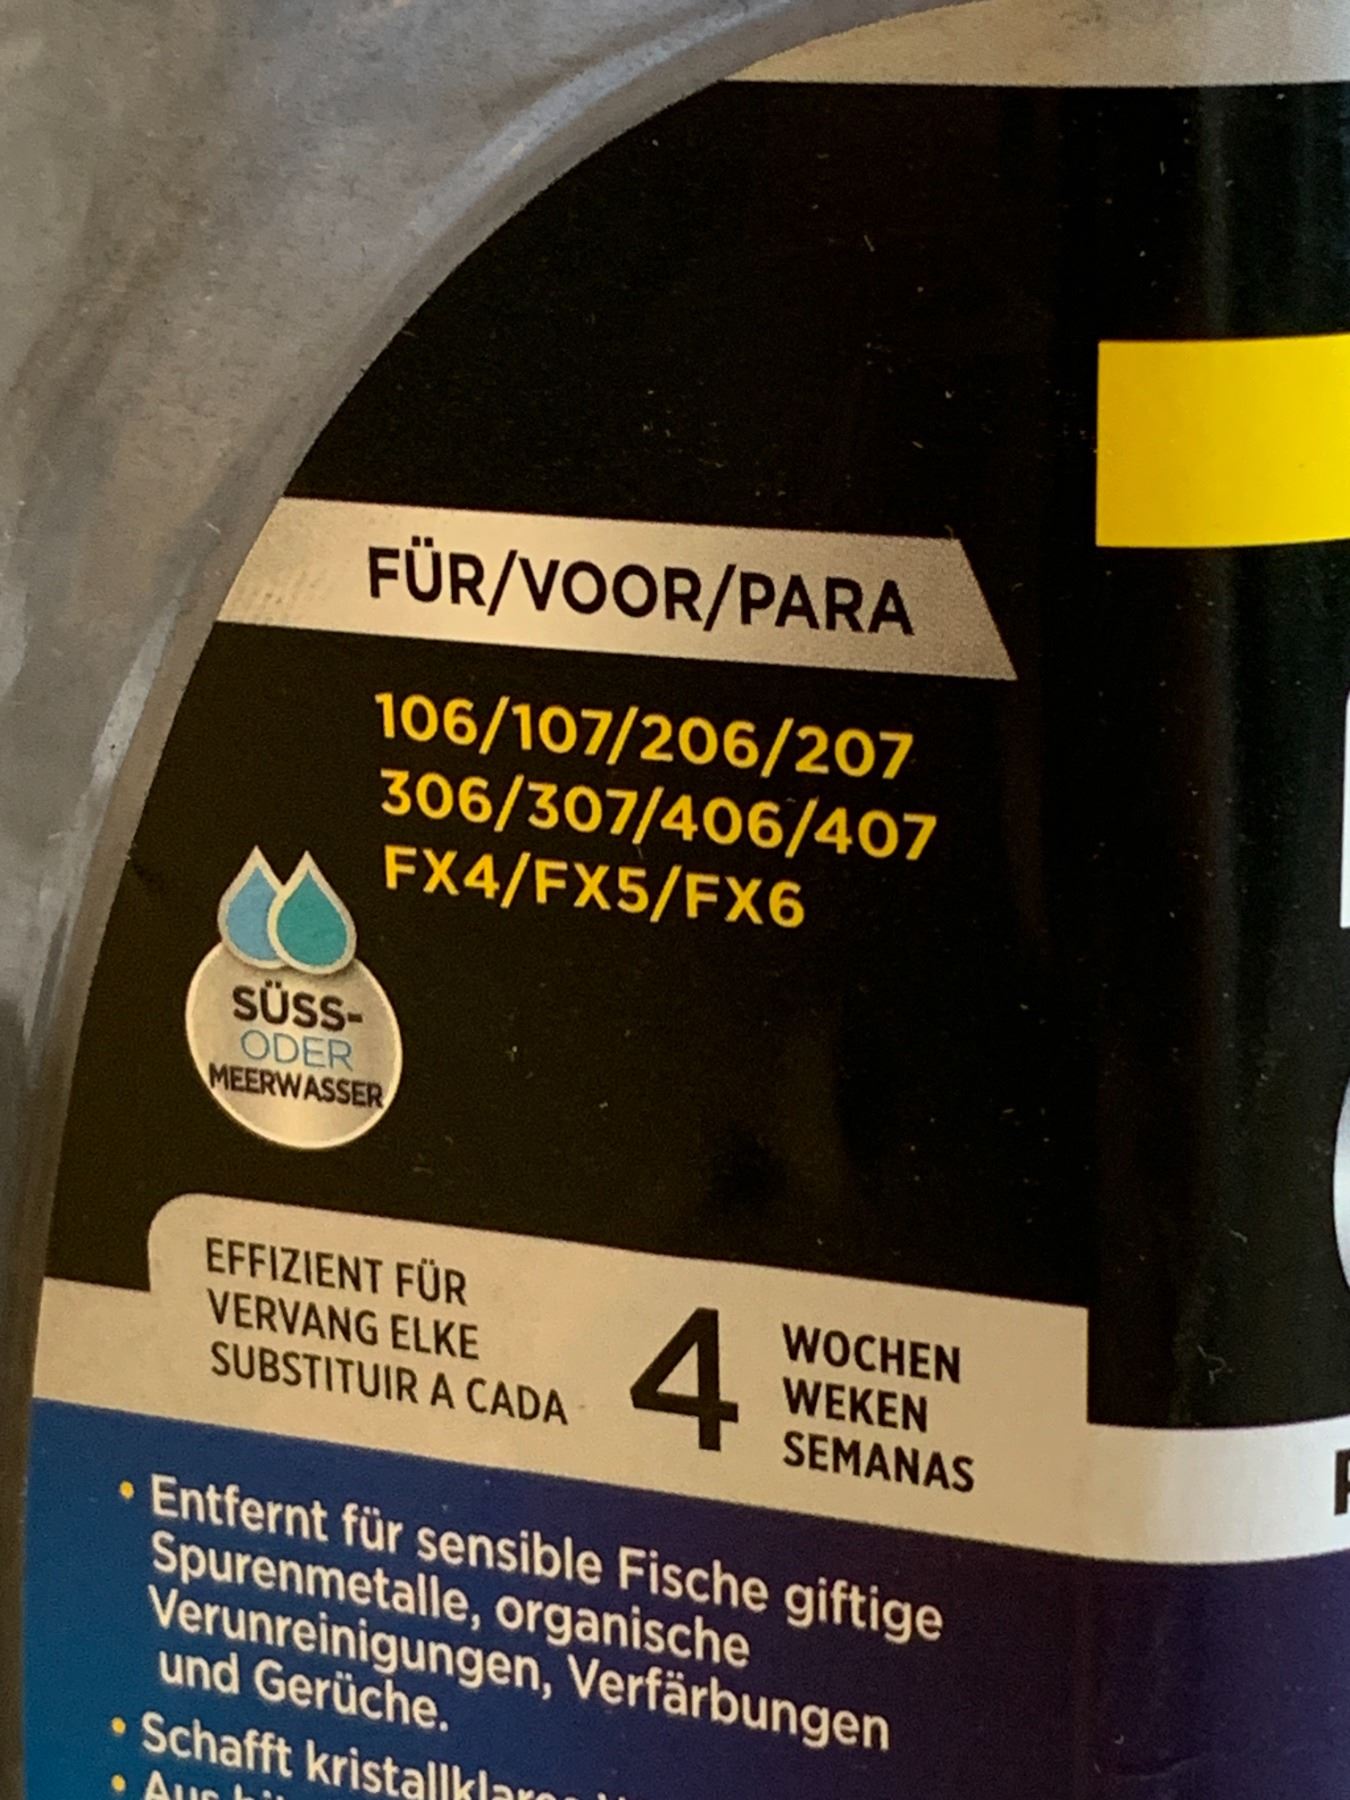 FÜR/VOOR/PARA
106/107/206/207
306/307/406/407
FX4/FX5/FX6
SÜSS-
ODER
MEERWASSER
EFFIZIENT FÜR
VERVANG ELKE
SUBSTITUIR A CADA
4
WOCHEN
WEKEN
SEMANAS
• Entfernt für sensible Fische giftige
Spurenmetalle, organische
Verunreinigungen, Verfärbungen
und Gerüche.
• Schafft